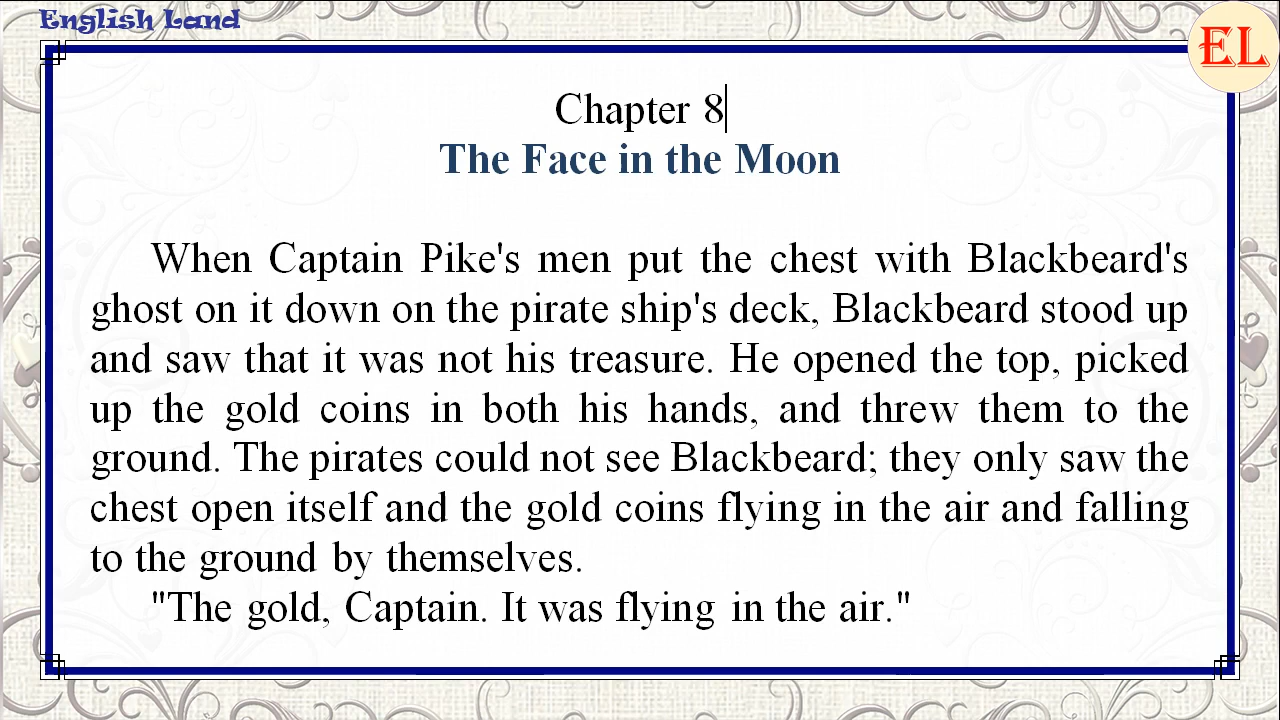 English Land
EL
Chapter 8
The Face in the Moon
When Captain Pike's men put the chest with Blackbeard's
ghost on it down on the pirate ship's deck, Blackbeard stood up
and saw that it was not his treasure. He opened the top, picked
up the gold coins in both his hands, and threw them to the
ground. The pirates could not see Blackbeard; they only saw the
chest open itself and the gold coins flying in the air and falling
to the ground by themselves.
"The gold, Captain. It was flying in the air."